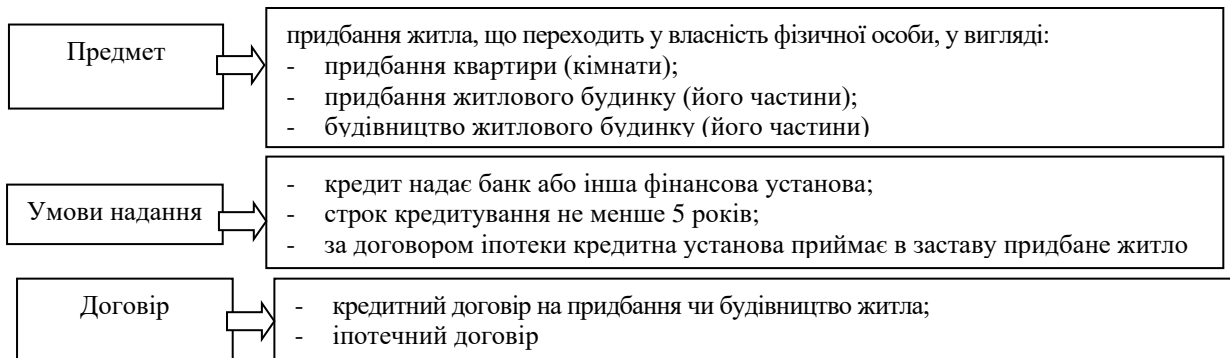 Предмет
придбання житла, що переходить у власність фізичної особи, у вигляді:
- придбання квартири (кімнати);
- придбання житлового будинку (його частини);
- будівництво житлового будинку (його частини)
Умови надання
- кредит надає банк або інша фінансова установа;
- строк кредитування не менше 5 років;
- за договором іпотеки кредитна установа приймає в заставу придбане житло
Договір
- кредитний договір на придбання чи будівництво житла;
- іпотечний договір